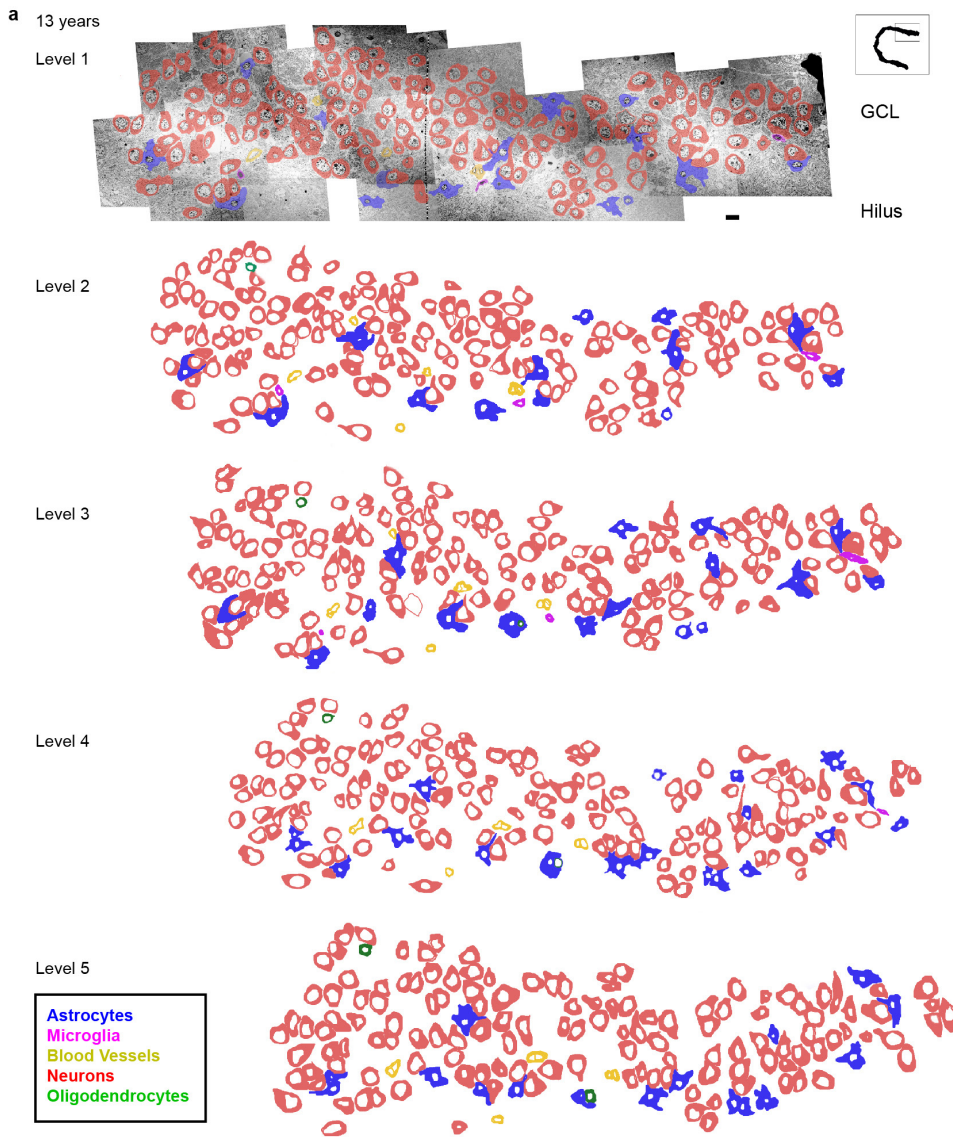 a
13 years
Level 1
GCL
Hilus
Level 2
Level 3
Level 4
Level 5
Astrocytes
Microglia
Blood Vessels
Neurons
Oligodendrocytes